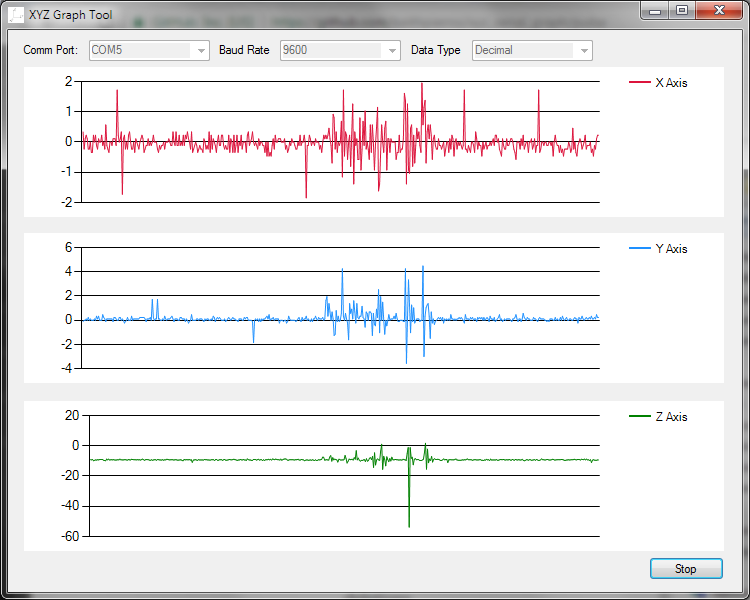 XYZ Graph Tool
Comm Port: COM5 Baud Rate 9600 Data Type Decimal
2
1
0
-1
-2
X Axis
6
4
2
0
-2
-4
Y Axis
20
0
-20
-40
-60
Z Axis
Stop